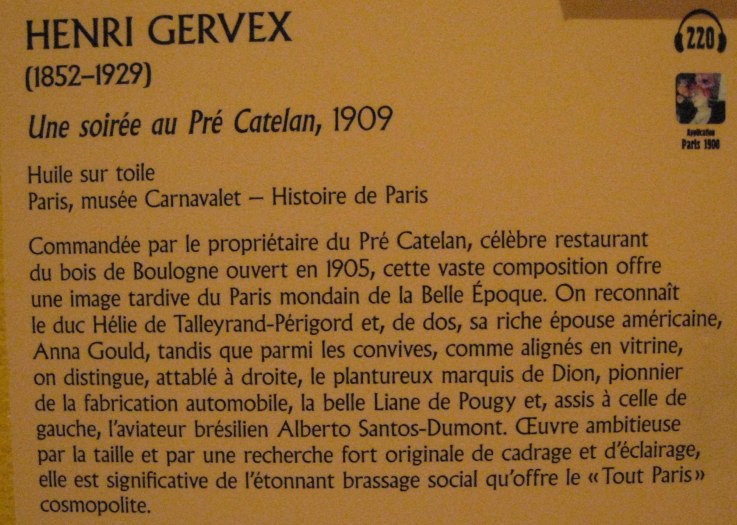 HENRI GERVEX
(1852–1929)
Une soirée au Pré Catelan, 1909
Huile sur toile
Paris, musée Carnavalet – Histoire de Paris
Commandée par le propriétaire du Pré Catelan, célèbre restaurant
du bois de Boulogne ouvert en 1905, cette vaste composition offre
une image tardive du Paris mondain de la Belle Époque. On reconnaît
le duc Hélie de Talleyrand-Périgord et, de dos, sa riche épouse américaine,
Anna Gould, tandis que parmi les convives, comme alignés en vitrine,
on distingue, attablé à droite, le plantureux marquis de Dion, pionnier
de la fabrication automobile, la belle Liane de Pougy et, assis à celle de
gauche, l'aviateur brésilien Alberto Santos-Dumont. Œuvre ambitieuse
par la taille et par une recherche fort originale de cadrage et d'éclairage,
elle est significative de l'étonnant brassage social qu'offre le « Tout Paris »
cosmopolite.
220
Application
Paris 1900